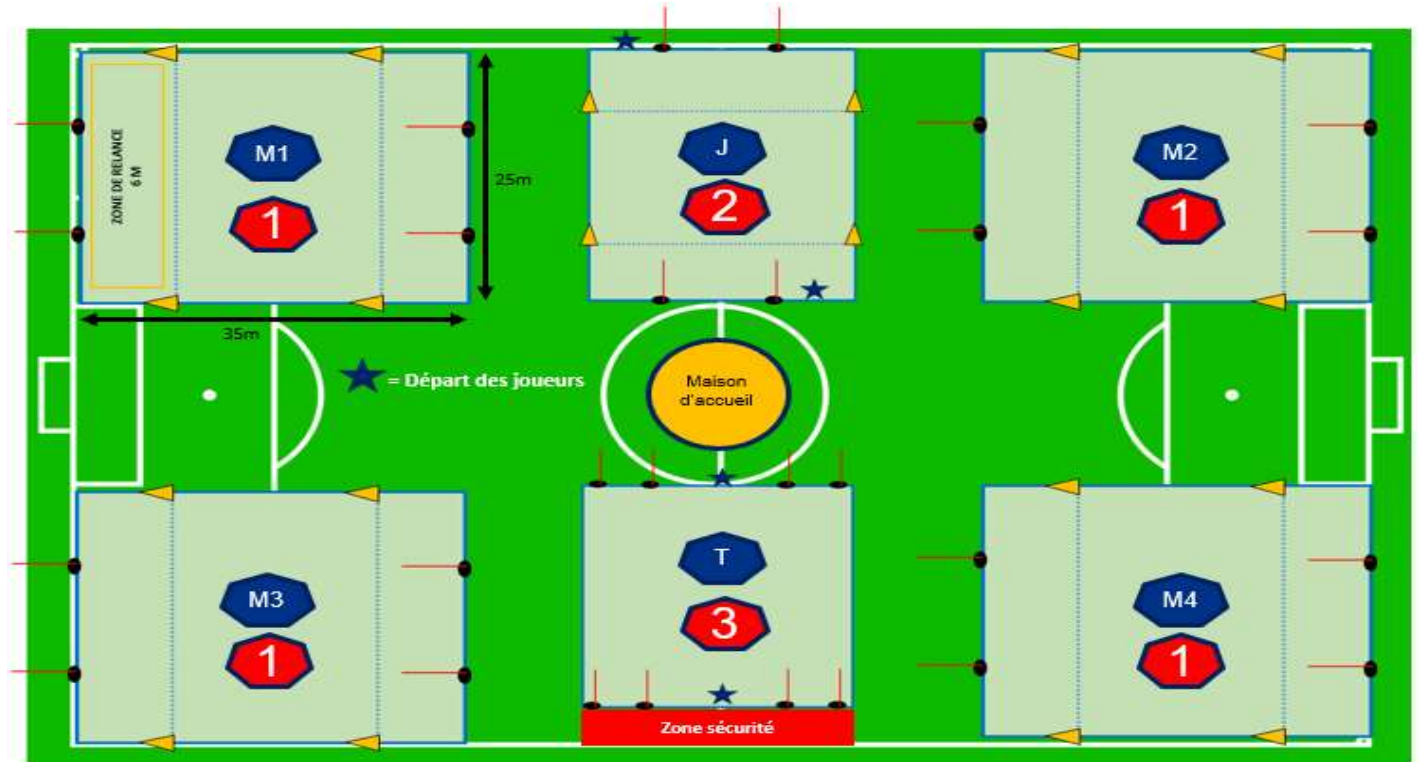 ZONE DE RELANCE
6 M
M1
1
25m
35m
J
2
M2
1
= Départ des joueurs
Maison
d'accueil
M3
1
T
3
Zone sécurité
M4
1